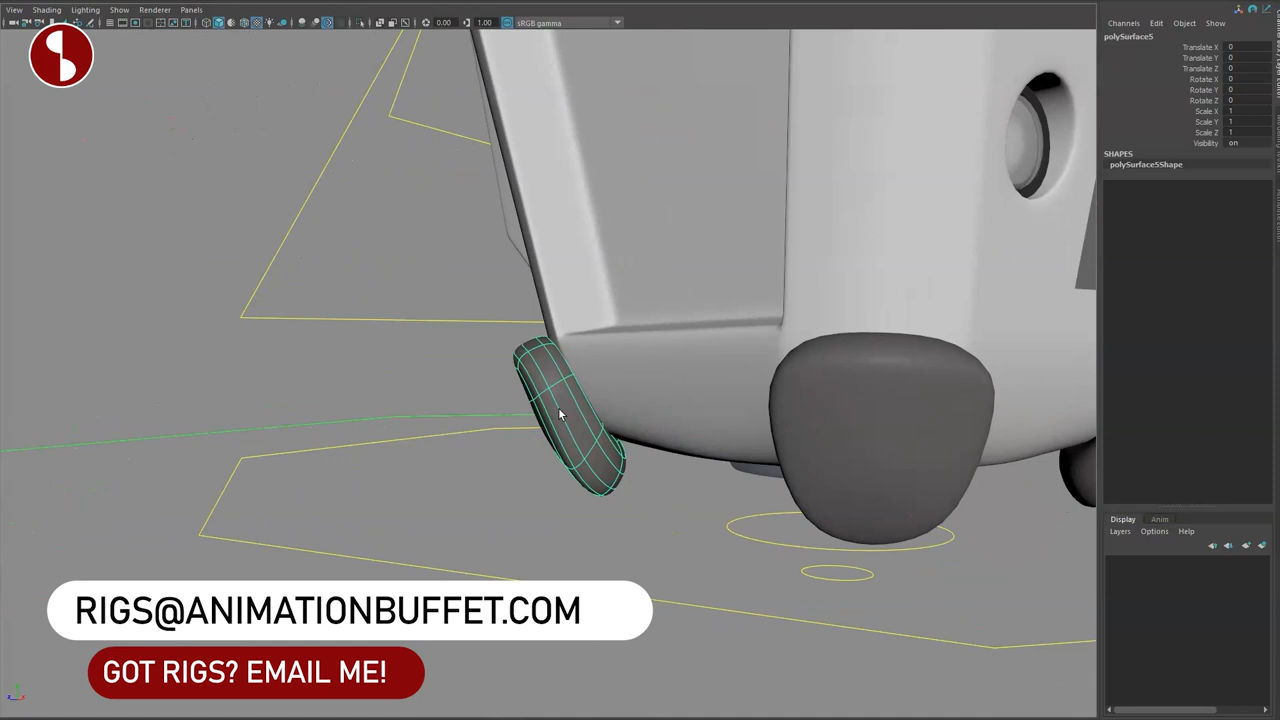 View Shading Lighting Show Renderer Panels
0.00 1.00 sRGB gamma
Channels Edit Object Show
polySurface5
Translate X 0
Translate Y 0
Translate Z 0
Rotate X 0
Rotate Y 0
Rotate Z 0
Scale X 1
Scale Y 1
Scale Z 1
Visibility on
SHAPES
polySurface5Shape
Display Anim
Layers Options Help
RIGS@ANIMATIONBUFFET.COM
GOT RIGS? EMAIL ME!